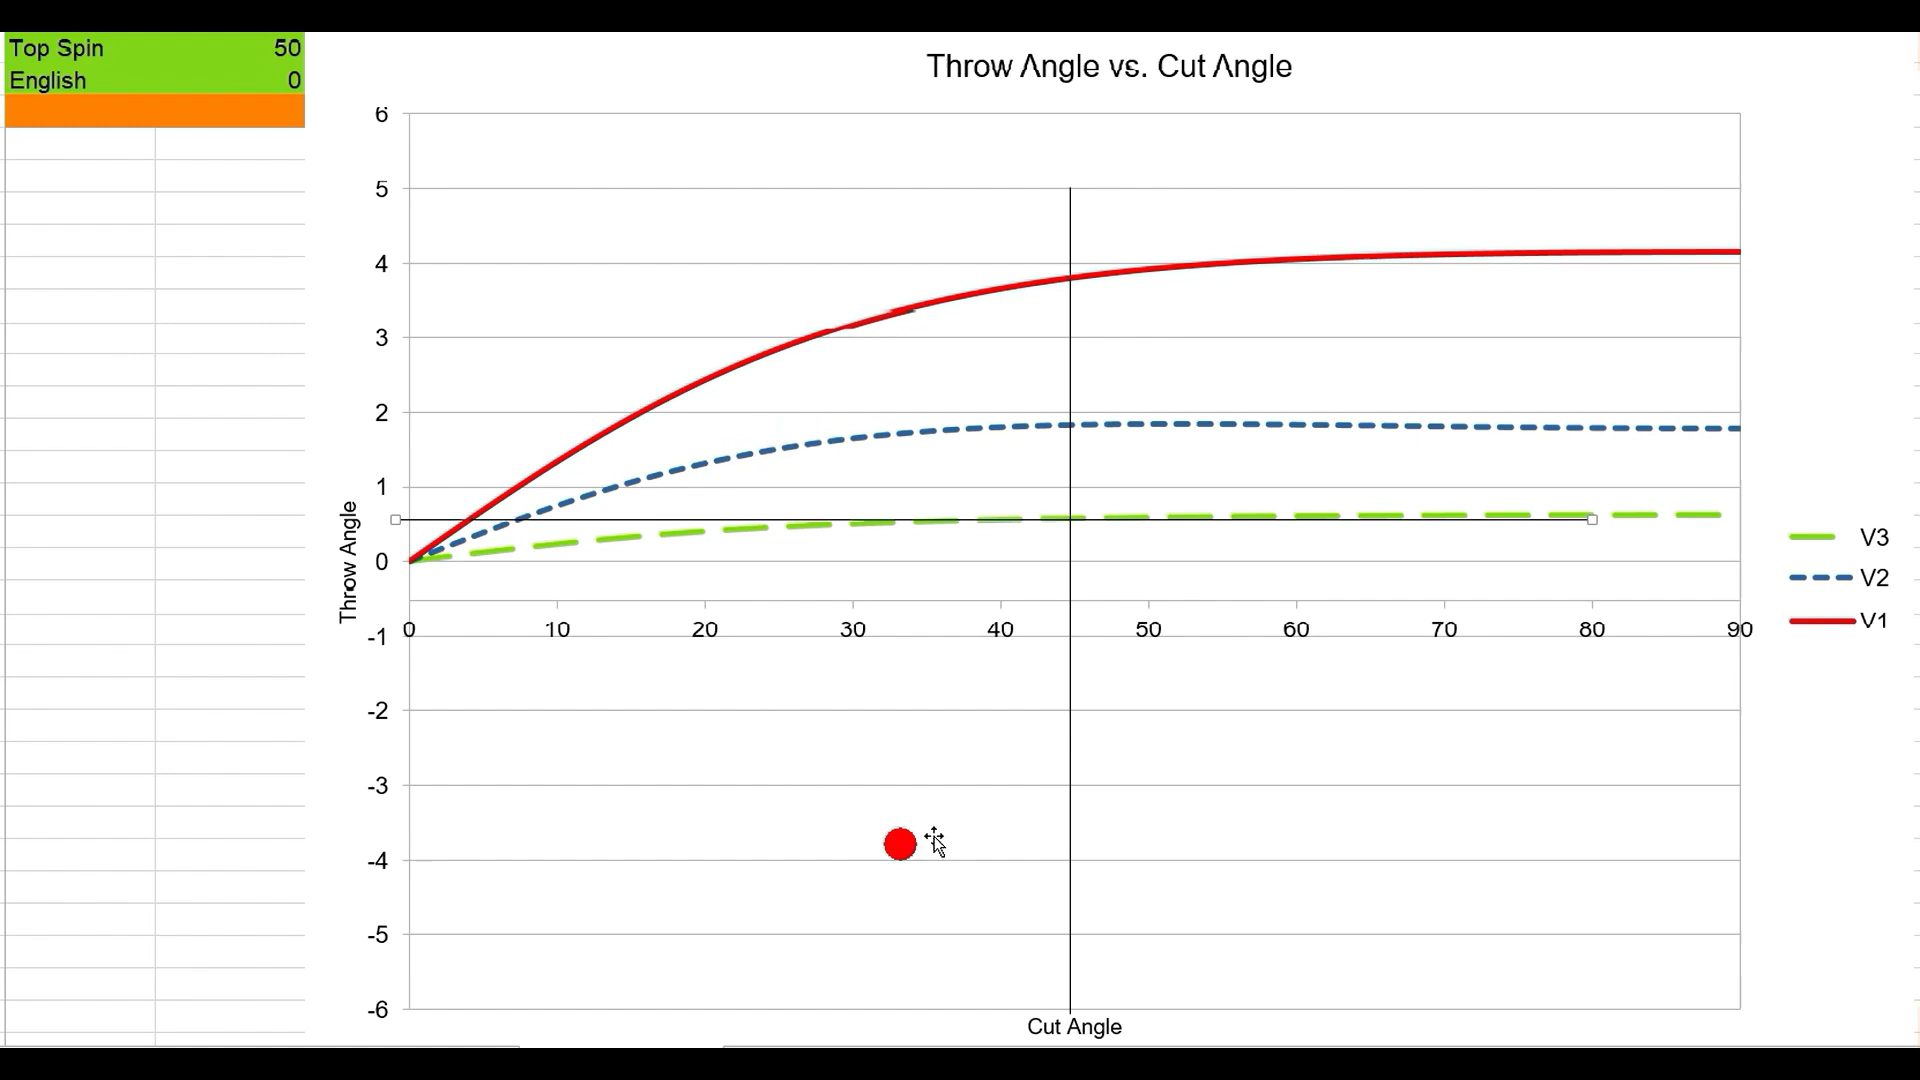 Top Spin 50
English 0
Throw Angle vs. Cut Angle
6
5
4
3
2
1
0
-1
-2
-3
-4
-5
-6
Throw Angle
0 10 20 30 40 50 60 70 80 90
Cut Angle
V3
V2
V1